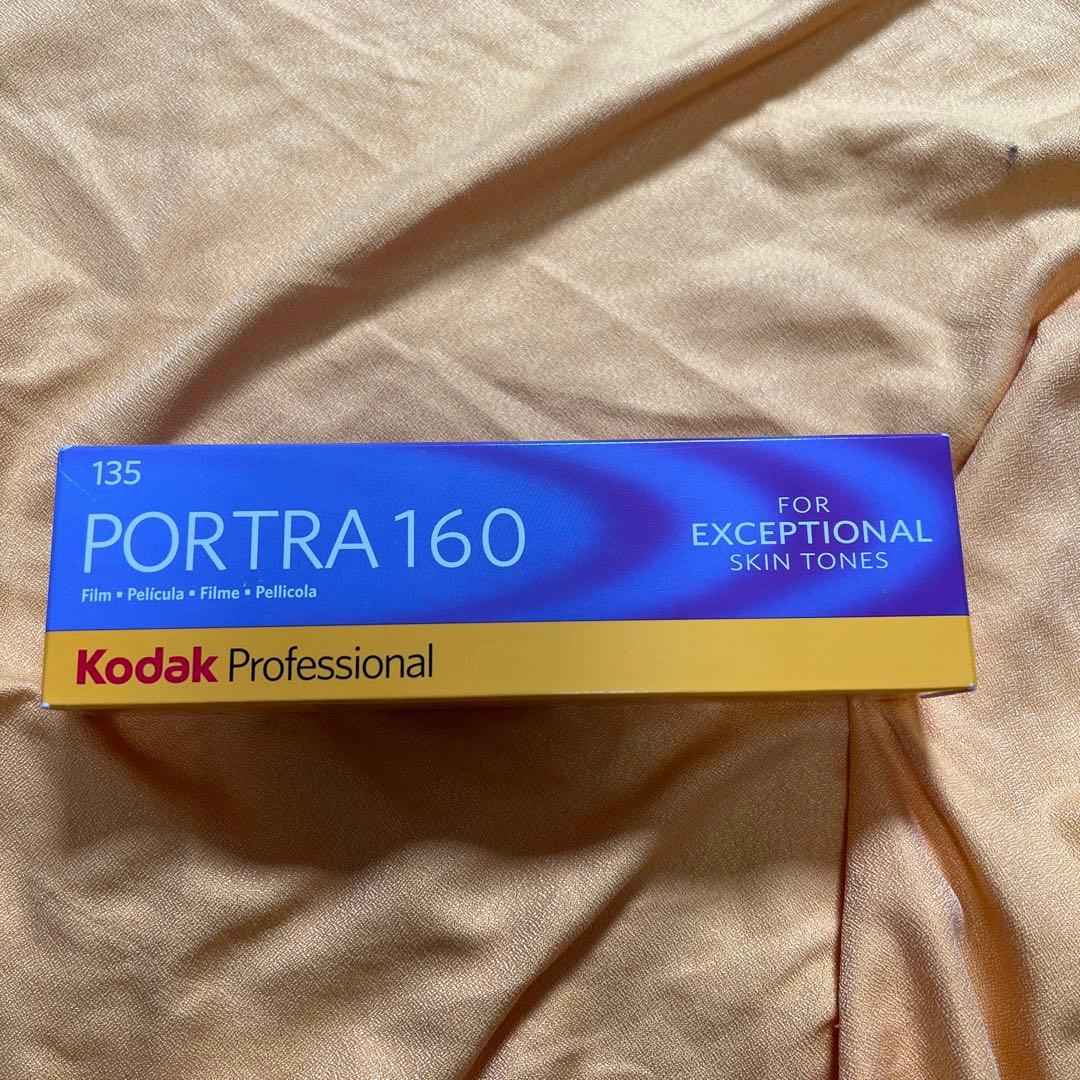 135
PORTRA 160
Film • Película • Filme • Pellicola
FOR
EXCEPTIONAL
SKIN TONES
Kodak Professional